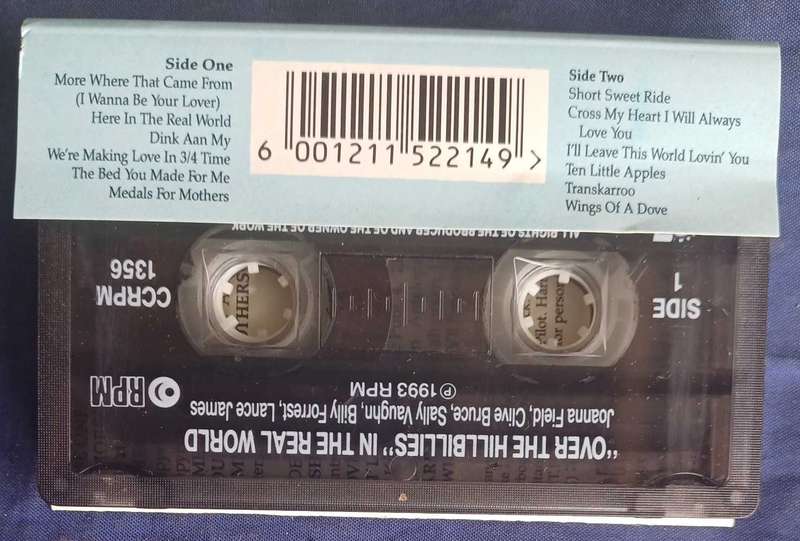 Side One
More Where That Came From
(I Wanna Be Your Lover)
Here In The Real World
Dink Aan My
We're Making Love In 3/4 Time
The Bed You Made For Me
Medals For Mothers
6 001211 522149 >
Side Two
Short Sweet Ride
Cross My Heart I Will Always
Love You
I'll Leave This World Lovin' You
Ten Little Apples
Transkarroo
Wings Of A Dove
"OVER THE HILLBILLIES" IN THE REAL WORLD
Joanna Field, Clive Bruce, Sally Vaughn, Billy Forrest, Lance James
℗ 1993 RPM
RPM
SIDE
1
CCRPM
1356
ALL RIGHTS OF THE PRODUCER AND OF THE OWNER OF THE WORK